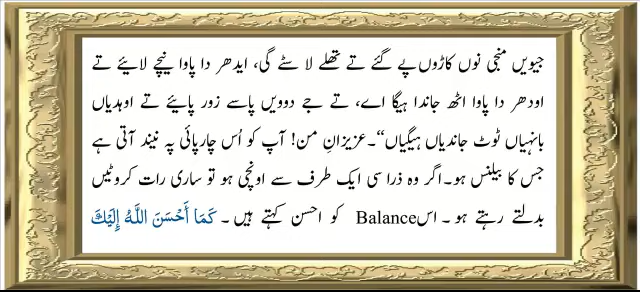 جیویں منجی نوں کاڑوں پے گئے تے تھلے لا سٹے گی، ایدھر دا پاوا نیچے لائیے تے
اودھر دا پاوا اٹھ جاندا ہیگا اے، تے جے دوویں پاسے زور پایئے تے اوہدیاں
بانہیاں ٹوٹ جاندیاں ہیگیاں‘‘۔عزیزانِ من! آپ کو اُس چارپائی پہ نیند آتی ہے
جس کا بیلنس ہو۔اگر وہ ذرا سی ایک طرف سے اونچی ہو تو ساری رات کروٹیں
بدلتے رہتے ہو۔ اس Balance کو احسن کہتے ہیں۔ كَمَا أَحْسَنَ اللَّهُ إِلَيْكَ